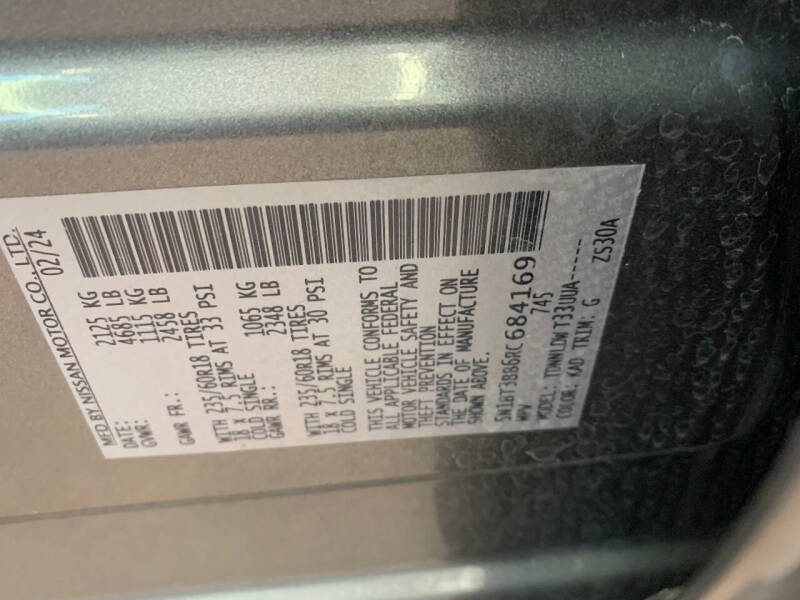 MFD BY NISSAN MOTOR CO., LTD.
DATE: 02/24
GVWR: 2125 KG
4685 LB
GAWR FR.: 1115 KG
2458 LB
WITH 235/60R18 TIRES
18 x 7.5 RIMS AT 33 PSI
COLD SINGLE
GAWR RR.: 1065 KG
2348 LB
WITH 235/60R18 TIRES
18 x 7.5 RIMS AT 30 PSI
COLD SINGLE
THIS VEHICLE CONFORMS TO
ALL APPLICABLE FEDERAL
MOTOR VEHICLE SAFETY AND
THEFT PREVENTION
STANDARDS IN EFFECT ON
THE DATE OF MANUFACTURE
SHOWN ABOVE.
5N1BT3BB6RC684169
MPV 745
MODEL: TDNNLDW T33UUA------
COLOR: KAD TRIM: G ZS30A